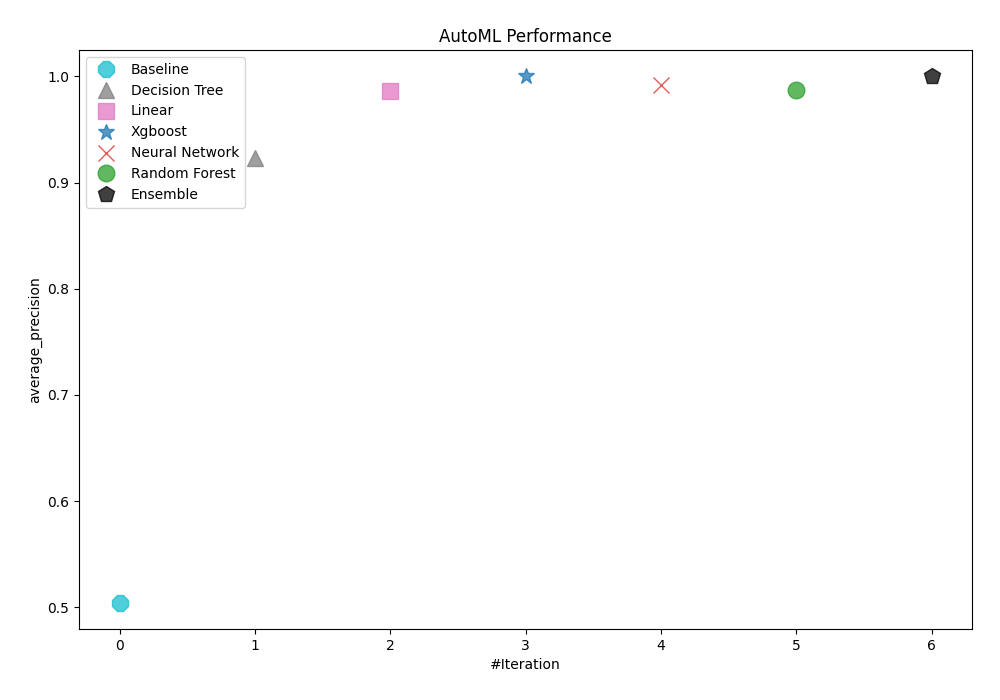 AutoML Performance
1.0
0.9
0.8
0.7
0.6
0.5
average_precision
Baseline
Decision Tree
Linear
Xgboost
Neural Network
Random Forest
Ensemble
0 1 2 3 4 5 6
#Iteration